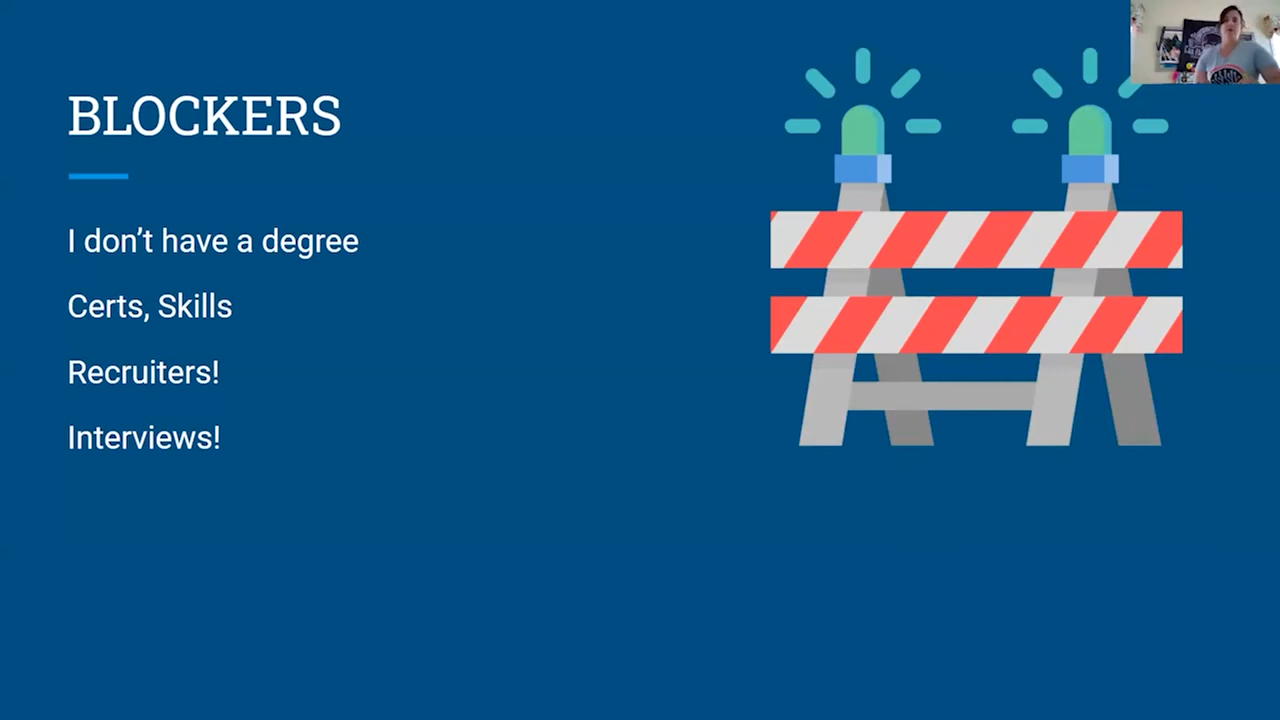 BLOCKERS
I don't have a degree
Certs, Skills
Recruiters!
Interviews!